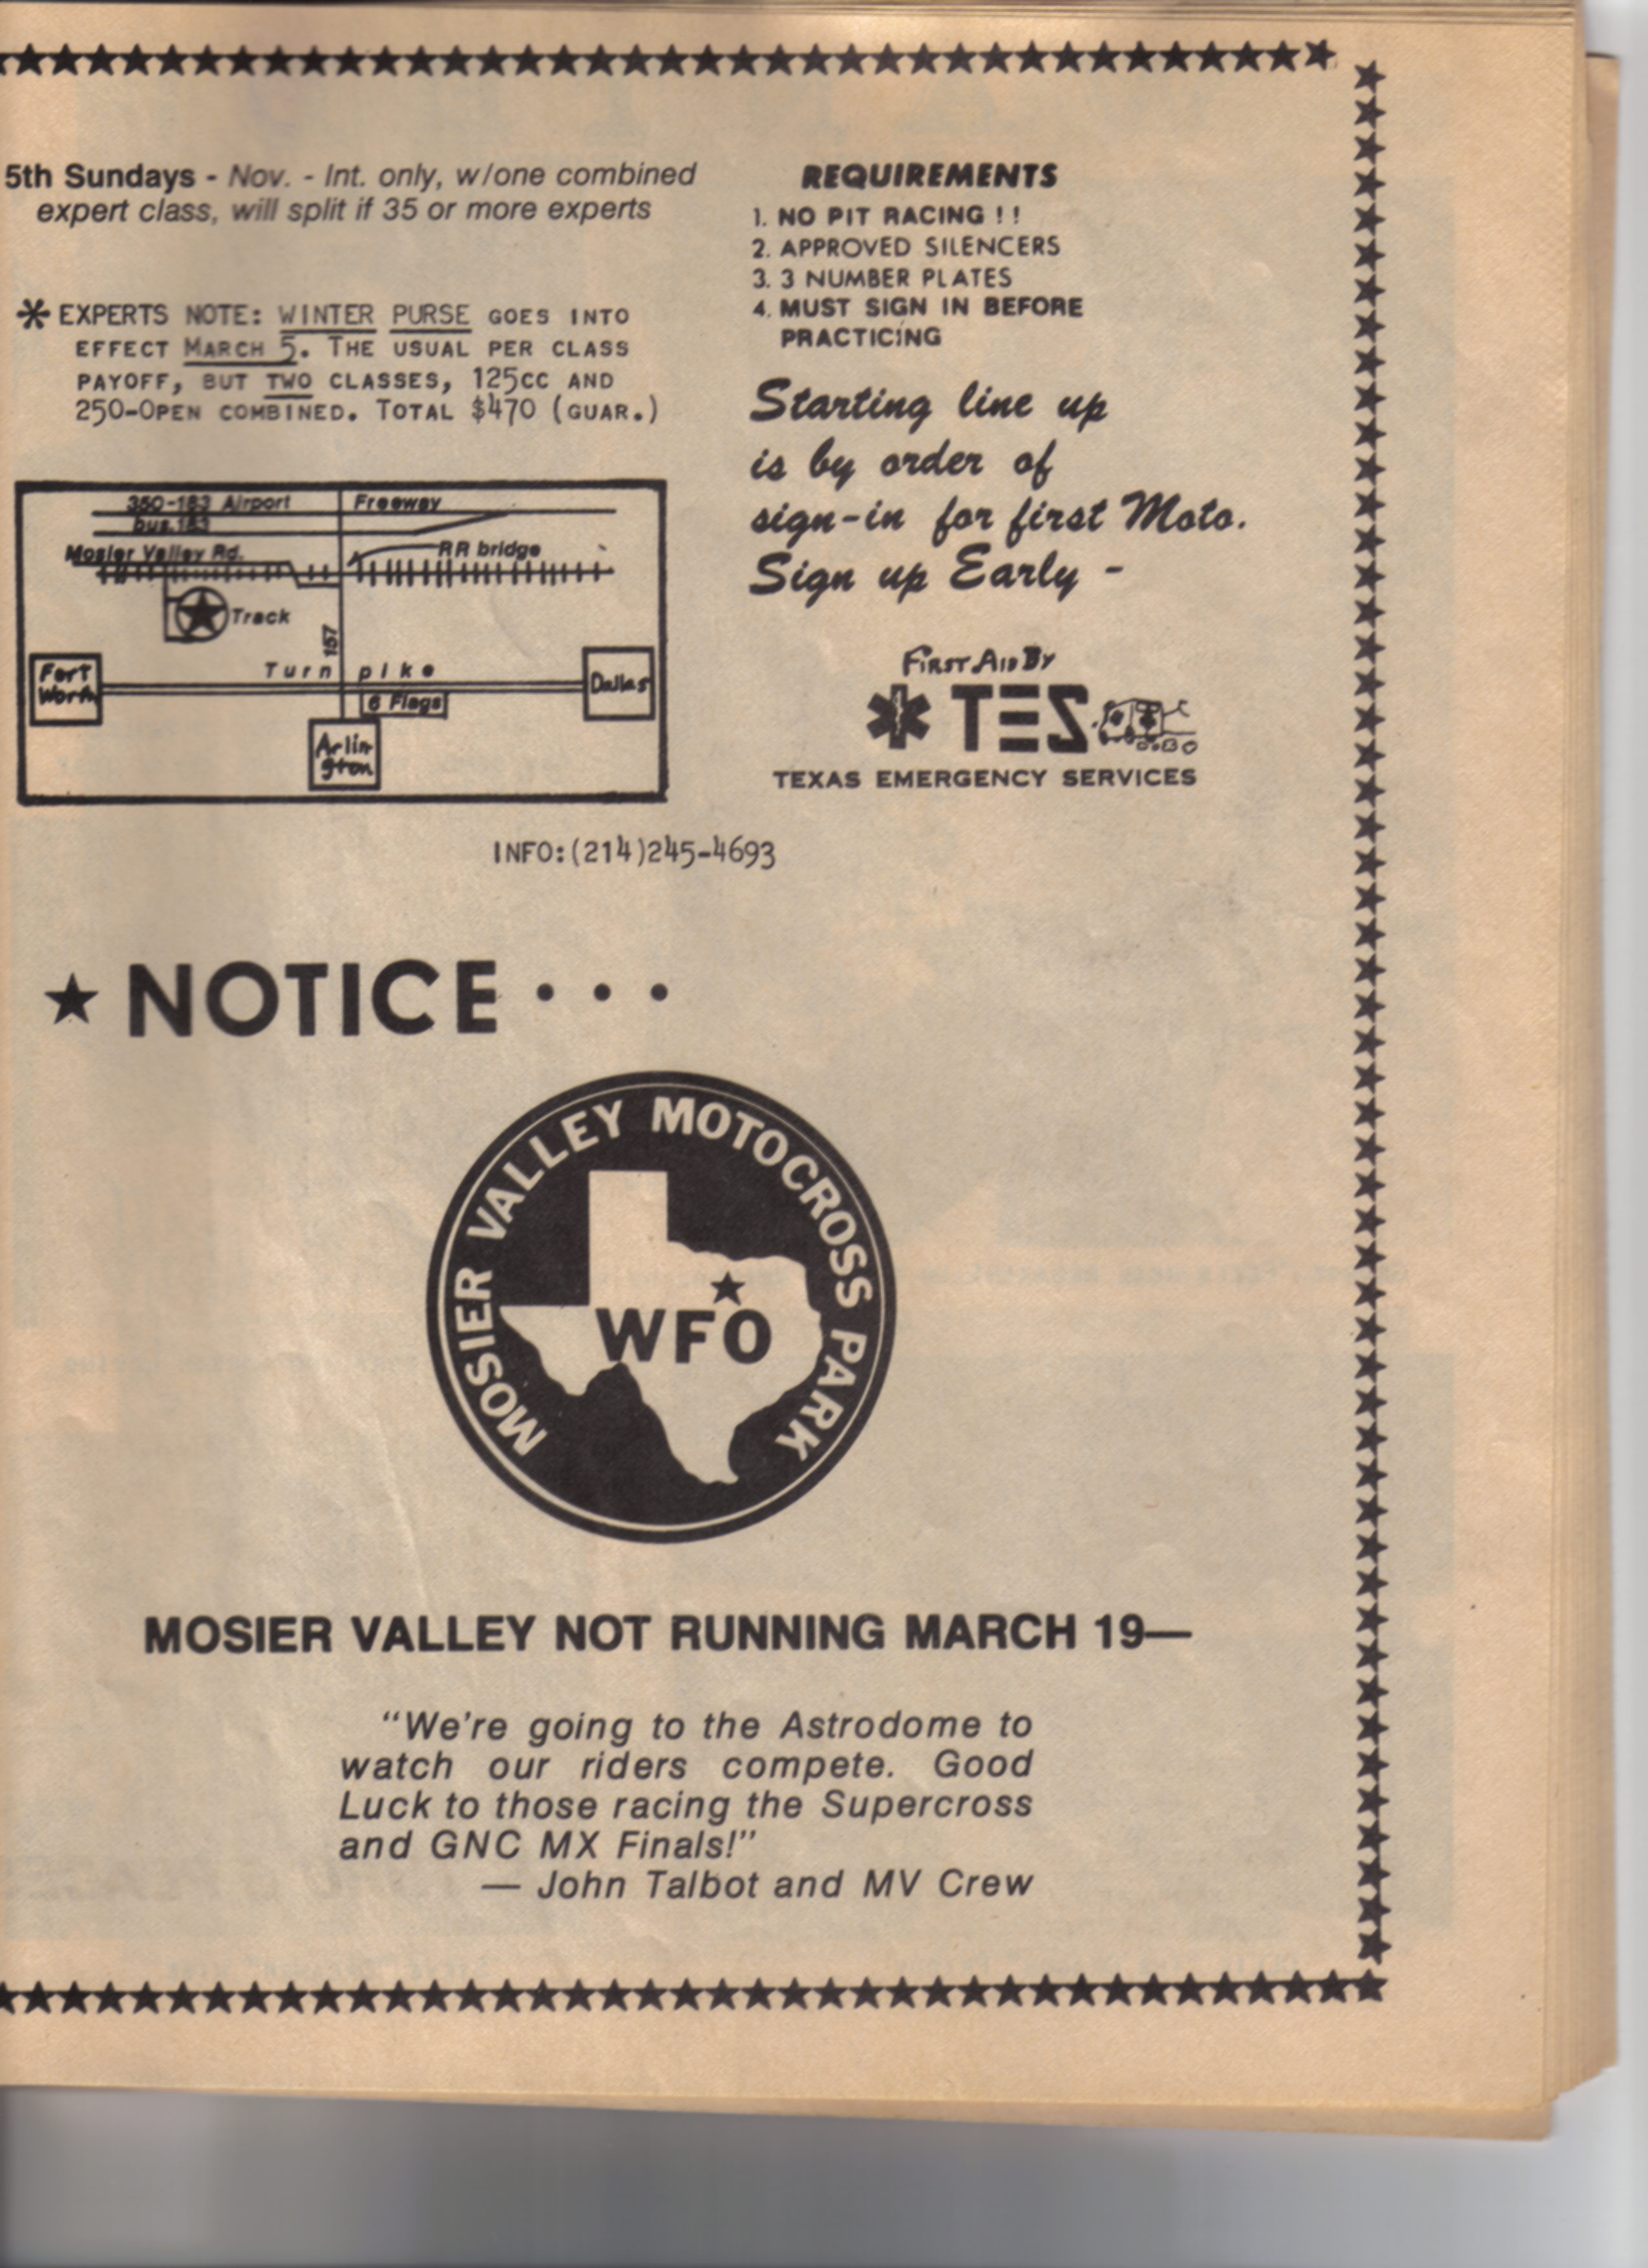 5th Sundays - Nov. - Int. only, w/one combined
expert class, will split if 35 or more experts
* EXPERTS NOTE: WINTER PURSE GOES INTO
EFFECT MARCH 5. THE USUAL PER CLASS
PAYOFF, BUT TWO CLASSES, 125CC AND
250-OPEN COMBINED. TOTAL $470 (GUAR.)
350-183 Airport Freeway
bus.183
Mosier Valley Rd.
RR bridge
Track
157
Turnpike
Fort
Worth
6 Flags
Dallas
Arlin
gton
REQUIREMENTS
1. NO PIT RACING !!
2. APPROVED SILENCERS
3. 3 NUMBER PLATES
4. MUST SIGN IN BEFORE
PRACTICING
Starting line up
is by order of
sign-in for first Moto.
Sign up Early -
FIRST AID BY
TES
TEXAS EMERGENCY SERVICES
INFO:(214)245-4693
★ NOTICE...
MOSIER VALLEY MOTOCROSS PARK
WFO
MOSIER VALLEY NOT RUNNING MARCH 19—
"We're going to the Astrodome to
watch our riders compete. Good
Luck to those racing the Supercross
and GNC MX Finals!"
— John Talbot and MV Crew